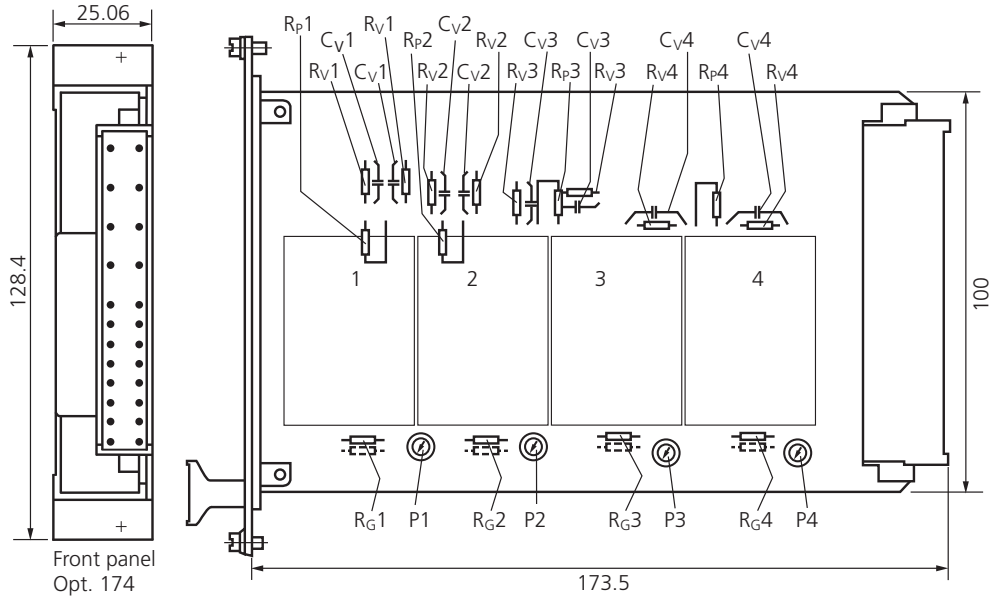 25.06
RP1
RV1
CV2
CV3
CV3
CV4
CV4
CV1
RP2
RV2
RV1
CV1
RV2
CV2
RV3
RP3
RV3
RV4
RP4
RV4
+
128.4
1
2
3
4
100
+
RG1
P1
RG2
P2
RG3
P3
RG4
P4
Front panel
Opt. 174
173.5